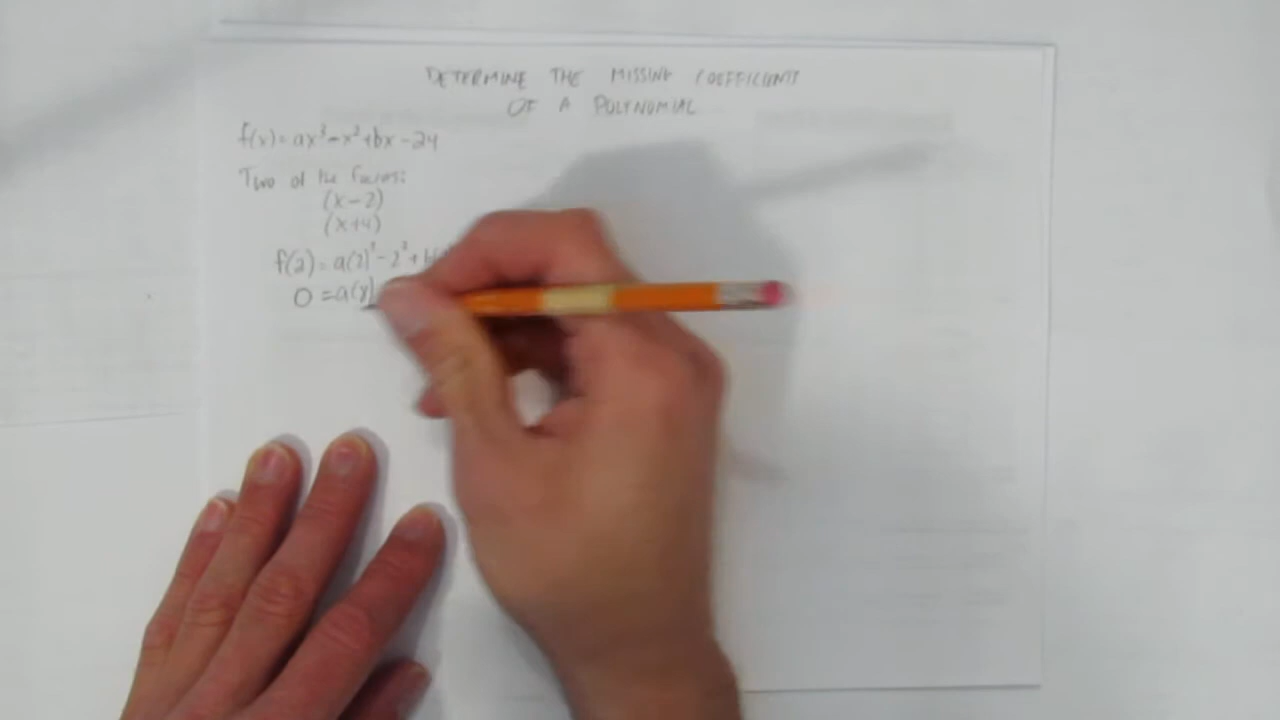 DETERMINE THE MISSING COEFFICIENTS
OF A POLYNOMIAL
f(x)=ax³-x²+bx-24
Two of the factors:
(x-2)
(x+4)
f(2)=a(2)³-2²+b(
0=a(8)